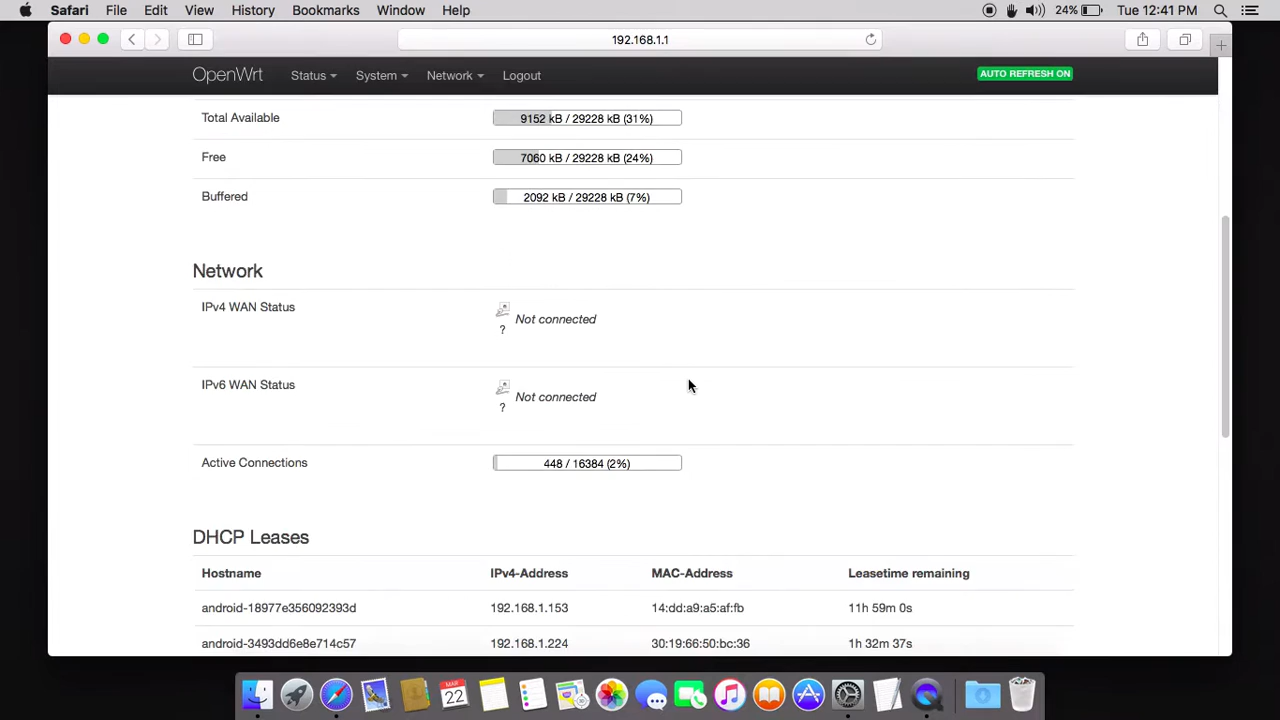 Safari File Edit View History Bookmarks Window Help 24% Tue 12:41 PM
192.168.1.1
OpenWrt Status System Network Logout AUTO REFRESH ON
Total Available 9152 kB / 29228 kB (31%)
Free 7060 kB / 29228 kB (24%)
Buffered 2092 kB / 29228 kB (7%)
Network
IPv4 WAN Status ? Not connected
IPv6 WAN Status ? Not connected
Active Connections 448 / 16384 (2%)
DHCP Leases
Hostname IPv4-Address MAC-Address Leasetime remaining
android-18977e356092393d 192.168.1.153 14:dd:a9:a5:af:fb 11h 59m 0s
android-3493dd6e8e714c57 192.168.1.224 30:19:66:50:bc:36 1h 32m 37s
MAR
22